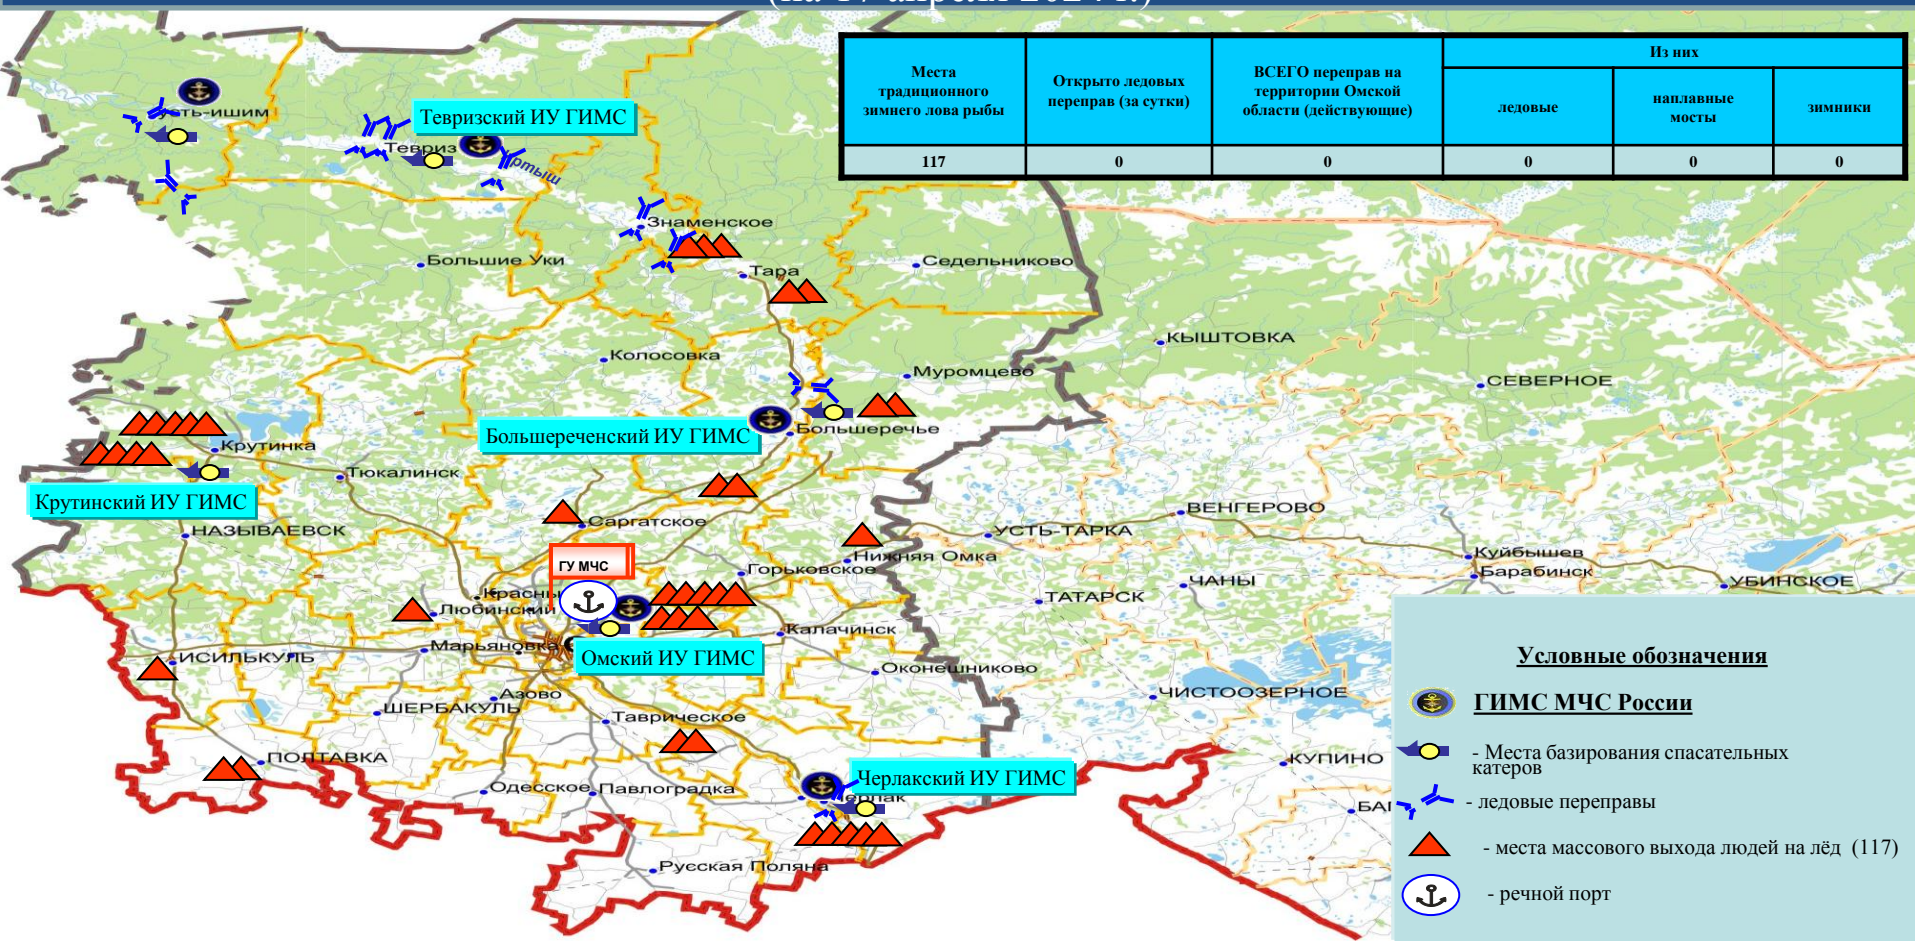 (на 17 апреля 2024 г.)
Места
традиционного
зимнего лова рыбы
Открыто ледовых
переправ (за сутки)
ВСЕГО переправ на
территории Омской
области (действующие)
Из них
ледовые
наплавные
мосты
зимники
117
0
0
0
0
0
Тевризский ИУ ГИМС
Тевриз
Знаменское
Большие Уки
Тара
Седельниково
КЫШТОВКА
Колосовка
Муромцево
СЕВЕРНОЕ
Большереченский ИУ ГИМС
Большеречье
Крутинка
Тюкалинск
Крутинский ИУ ГИМС
НАЗЫВАЕВСК
Саргатское
УСТЬ-ТАРКА
ВЕНГЕРОВО
Нижняя Омка
Куйбышев
Барабинск
ГУ МЧС
Горьковское
ЧАНЫ
УБИНСКОЕ
Любинский
ТАТАРСК
Калачинск
Марьяновка
ИСИЛЬКУЛЬ
Омский ИУ ГИМС
Оконешниково
Азово
ШЕРБАКУЛЬ
ЧИСТООЗЕРНОЕ
Таврическое
ПОЛТАВКА
КУПИНО
Черлакский ИУ ГИМС
Одесское
Павлоградка
Русская Поляна
Условные обозначения
ГИМС МЧС России
- Места базирования спасательных
катеров
- ледовые переправы
- места массового выхода людей на лёд (117)
- речной порт